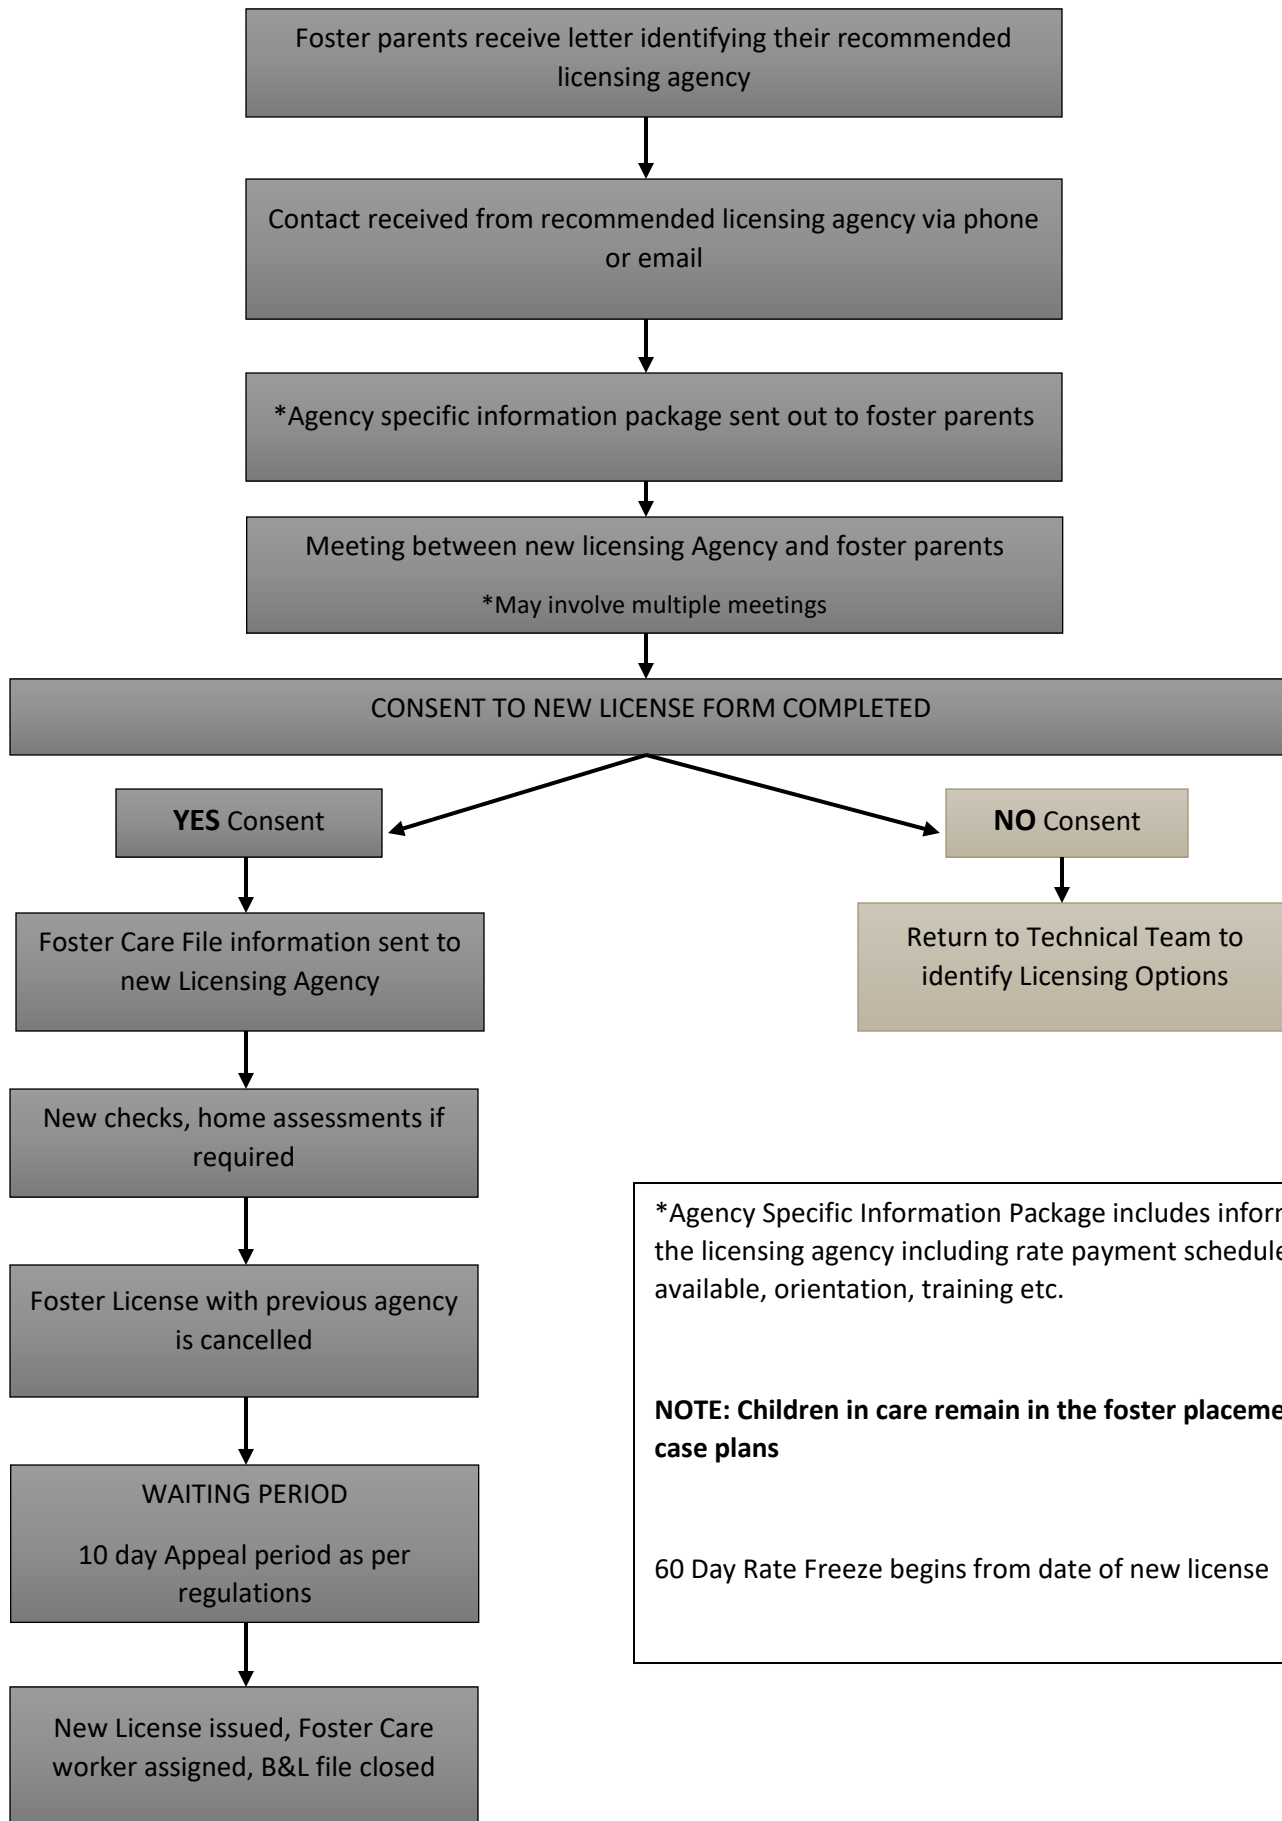 Foster parents receive letter identifying their recommended
licensing agency
Contact received from recommended licensing agency via phone
or email
*Agency specific information package sent out to foster parents
Meeting between new licensing Agency and foster parents
*May involve multiple meetings
CONSENT TO NEW LICENSE FORM COMPLETED
YES Consent
NO Consent
Foster Care File information sent to
new Licensing Agency
Return to Technical Team to
identify Licensing Options
New checks, home assessments if
required
Foster License with previous agency
is cancelled
WAITING PERIOD
10 day Appeal period as per
regulations
New License issued, Foster Care
worker assigned, B&L file closed
*Agency Specific Information Package includes
the licensing agency including rate payment schedule
available, orientation, training etc.
NOTE: Children in care remain in the foster
case plans
60 Day Rate Freeze begins from date of new license